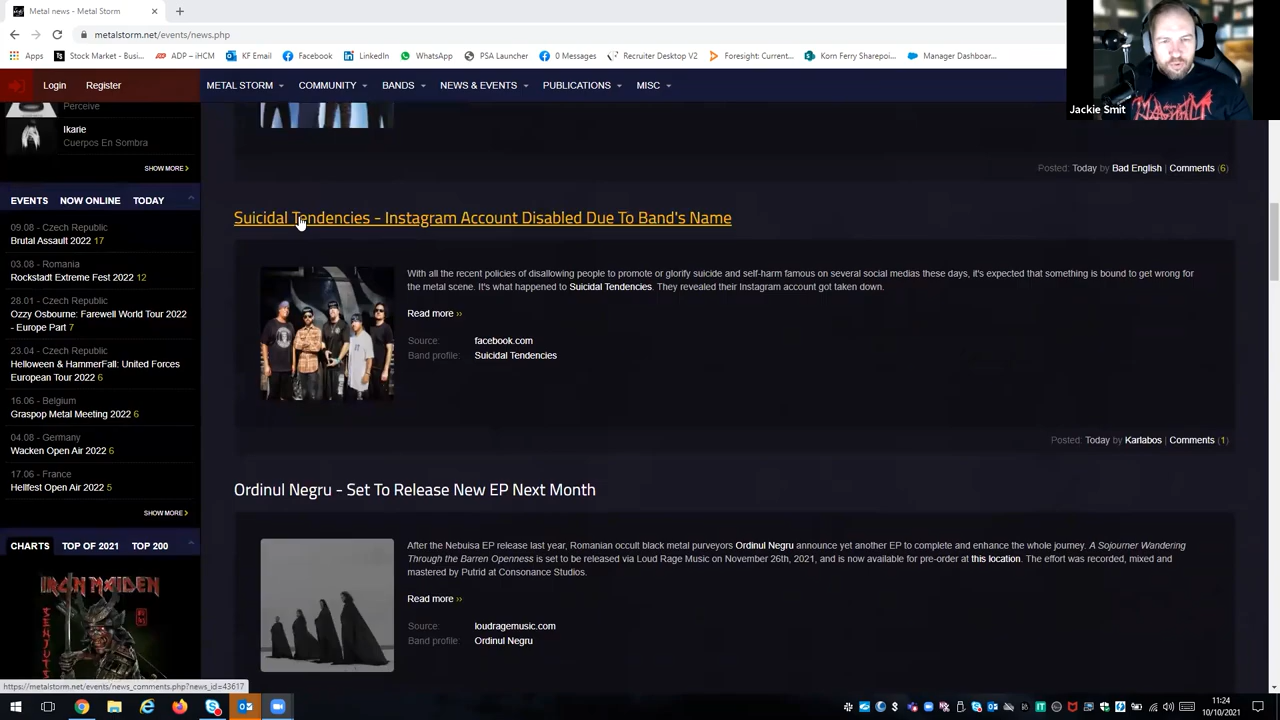 Metal news - Metal Storm
metalstorm.net/events/news.php
Apps
Stock Market - Busi...
ADP – iHCM
KF Email
Facebook
LinkedIn
WhatsApp
PSA Launcher
0 Messages
Recruiter Desktop V2
Foresight: Current...
Korn Ferry Sharepoi...
Manager Dashboar...
Jackie Smit
Login
Register
METAL STORM
COMMUNITY
BANDS
NEWS & EVENTS
PUBLICATIONS
MISC
Perceive
Ikarie
Cuerpos En Sombra
SHOW MORE
EVENTS
NOW ONLINE
TODAY
09.08 - Czech Republic
Brutal Assault 2022 17
03.08 - Romania
Rockstadt Extreme Fest 2022 12
28.01 - Czech Republic
Ozzy Osbourne: Farewell World Tour 2022
- Europe Part 7
23.04 - Czech Republic
Helloween & HammerFall: United Forces
European Tour 2022 6
16.06 - Belgium
Graspop Metal Meeting 2022 6
04.08 - Germany
Wacken Open Air 2022 6
17.06 - France
Hellfest Open Air 2022 5
SHOW MORE
CHARTS
TOP OF 2021
TOP 200
IRON MAIDEN
Posted: Today by Bad English | Comments (6)
Suicidal Tendencies - Instagram Account Disabled Due To Band's Name
With all the recent policies of disallowing people to promote or glorify suicide and self-harm famous on several social medias these days, it's expected that something is bound to get wrong for
the metal scene. It's what happened to Suicidal Tendencies. They revealed their Instagram account got taken down.
Read more ››
Source: facebook.com
Band profile: Suicidal Tendencies
Posted: Today by Karlabos | Comments (1)
Ordinul Negru - Set To Release New EP Next Month
After the Nebuisa EP release last year, Romanian occult black metal purveyors Ordinul Negru announce yet another EP to complete and enhance the whole journey. A Sojourner Wandering
Through the Barren Openness is set to be released via Loud Rage Music on November 26th, 2021, and is now available for pre-order at this location. The effort was recorded, mixed and
mastered by Putrid at Consonance Studios.
Read more ››
Source: loudragemusic.com
Band profile: Ordinul Negru
https://metalstorm.net/events/news_comments.php?news_id=43617
11:24
10/10/2021